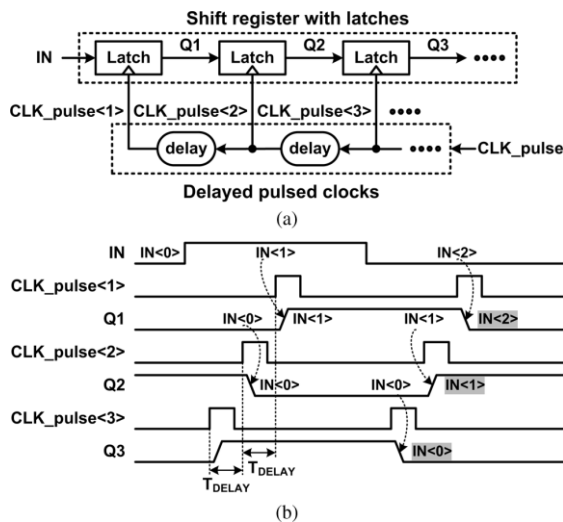 Shift register with latches
IN Latch Q1 Latch Q2 Latch Q3
CLK_pulse<1> CLK_pulse<2> CLK_pulse<3>
delay delay CLK_pulse
Delayed pulsed clocks
(a)
IN IN<0> IN<1> IN<2>
CLK_pulse<1>
Q1 IN<0> IN<1> IN<1> IN<2>
CLK_pulse<2>
Q2 IN<0> IN<0> IN<1>
CLK_pulse<3>
Q3 IN<0>
TDELAY TDELAY
(b)